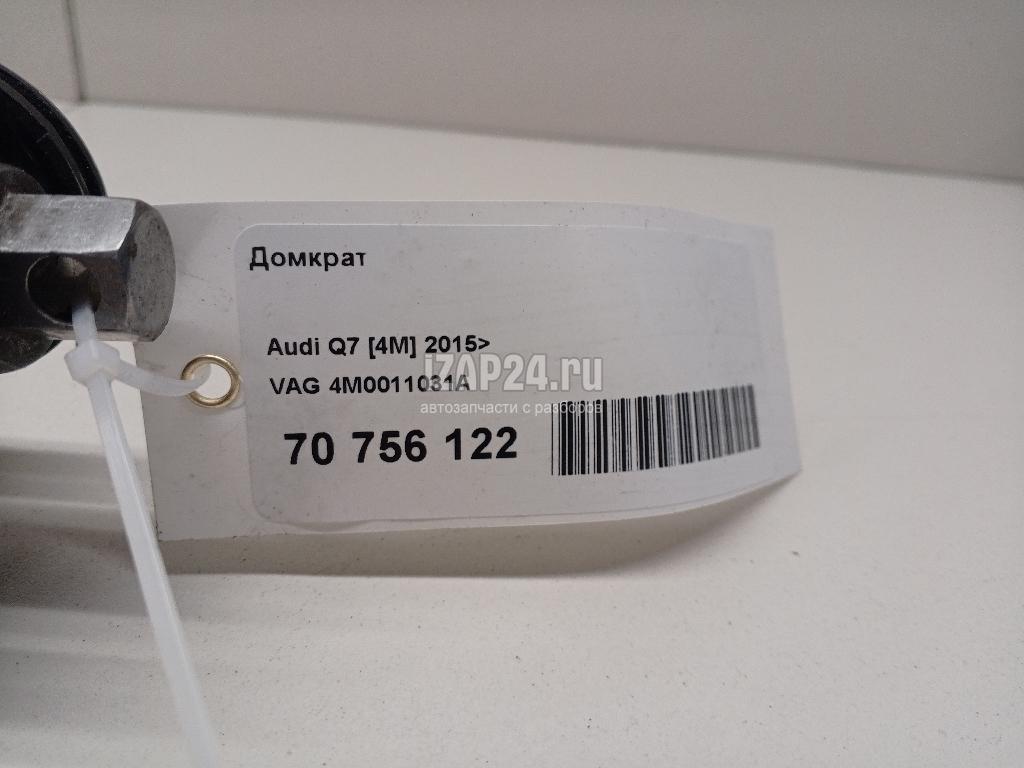 Домкрат
Audi Q7 [4M] 2015>
iZAP24.ru
VAG 4M0011031A
автозапчасти с разборов
70 756 122